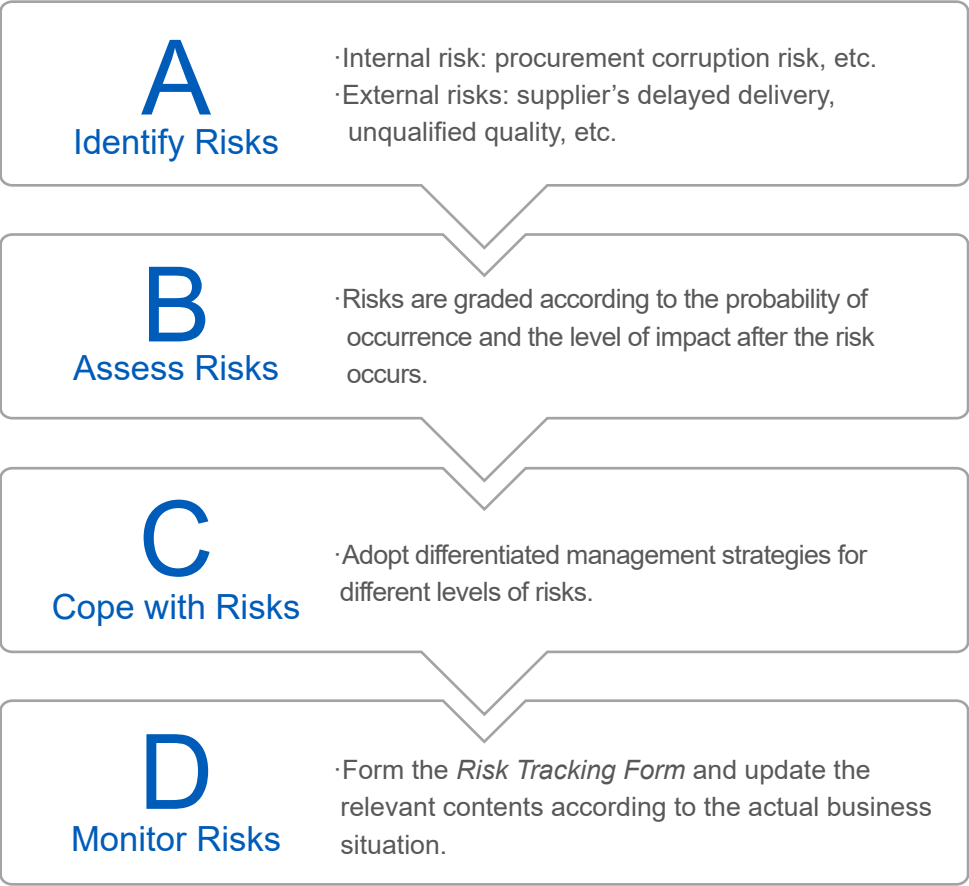 A
Identify Risks
·Internal risk: procurement corruption risk, etc.
·External risks: supplier’s delayed delivery,
unqualified quality, etc.
B
Assess Risks
·Risks are graded according to the probability of
occurrence and the level of impact after the risk
occurs.
C
Cope with Risks
·Adopt differentiated management strategies for
different levels of risks.
D
Monitor Risks
·Form the Risk Tracking Form and update the
relevant contents according to the actual business
situation.